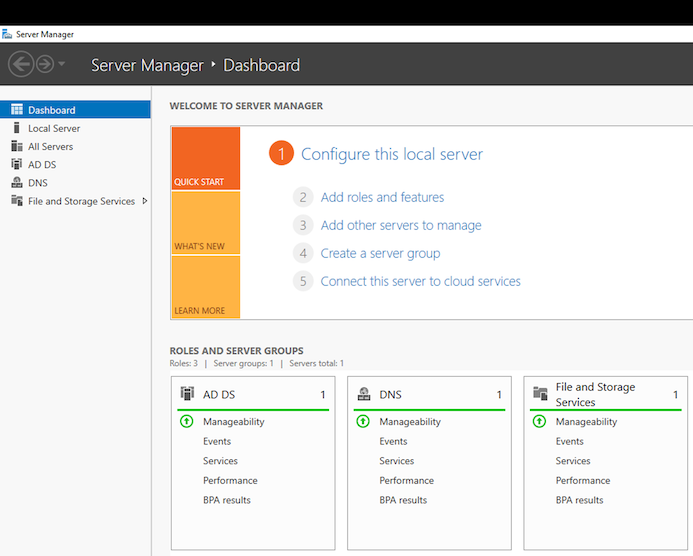 Server Manager
Server Manager ‣ Dashboard
Dashboard
Local Server
All Servers
AD DS
DNS
File and Storage Services
WELCOME TO SERVER MANAGER
QUICK START
WHAT'S NEW
LEARN MORE
1 Configure this local server
2 Add roles and features
3 Add other servers to manage
4 Create a server group
5 Connect this server to cloud services
ROLES AND SERVER GROUPS
Roles: 3 | Server groups: 1 | Servers total: 1
AD DS 1
Manageability
Events
Services
Performance
BPA results
DNS 1
Manageability
Events
Services
Performance
BPA results
File and Storage
Services 1
Manageability
Events
Services
Performance
BPA results